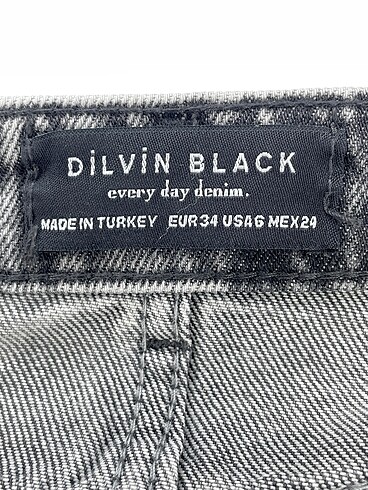 DİLVİN BLACK
every day denim.
MADE IN TURKEY EUR34 USA6 MEX24